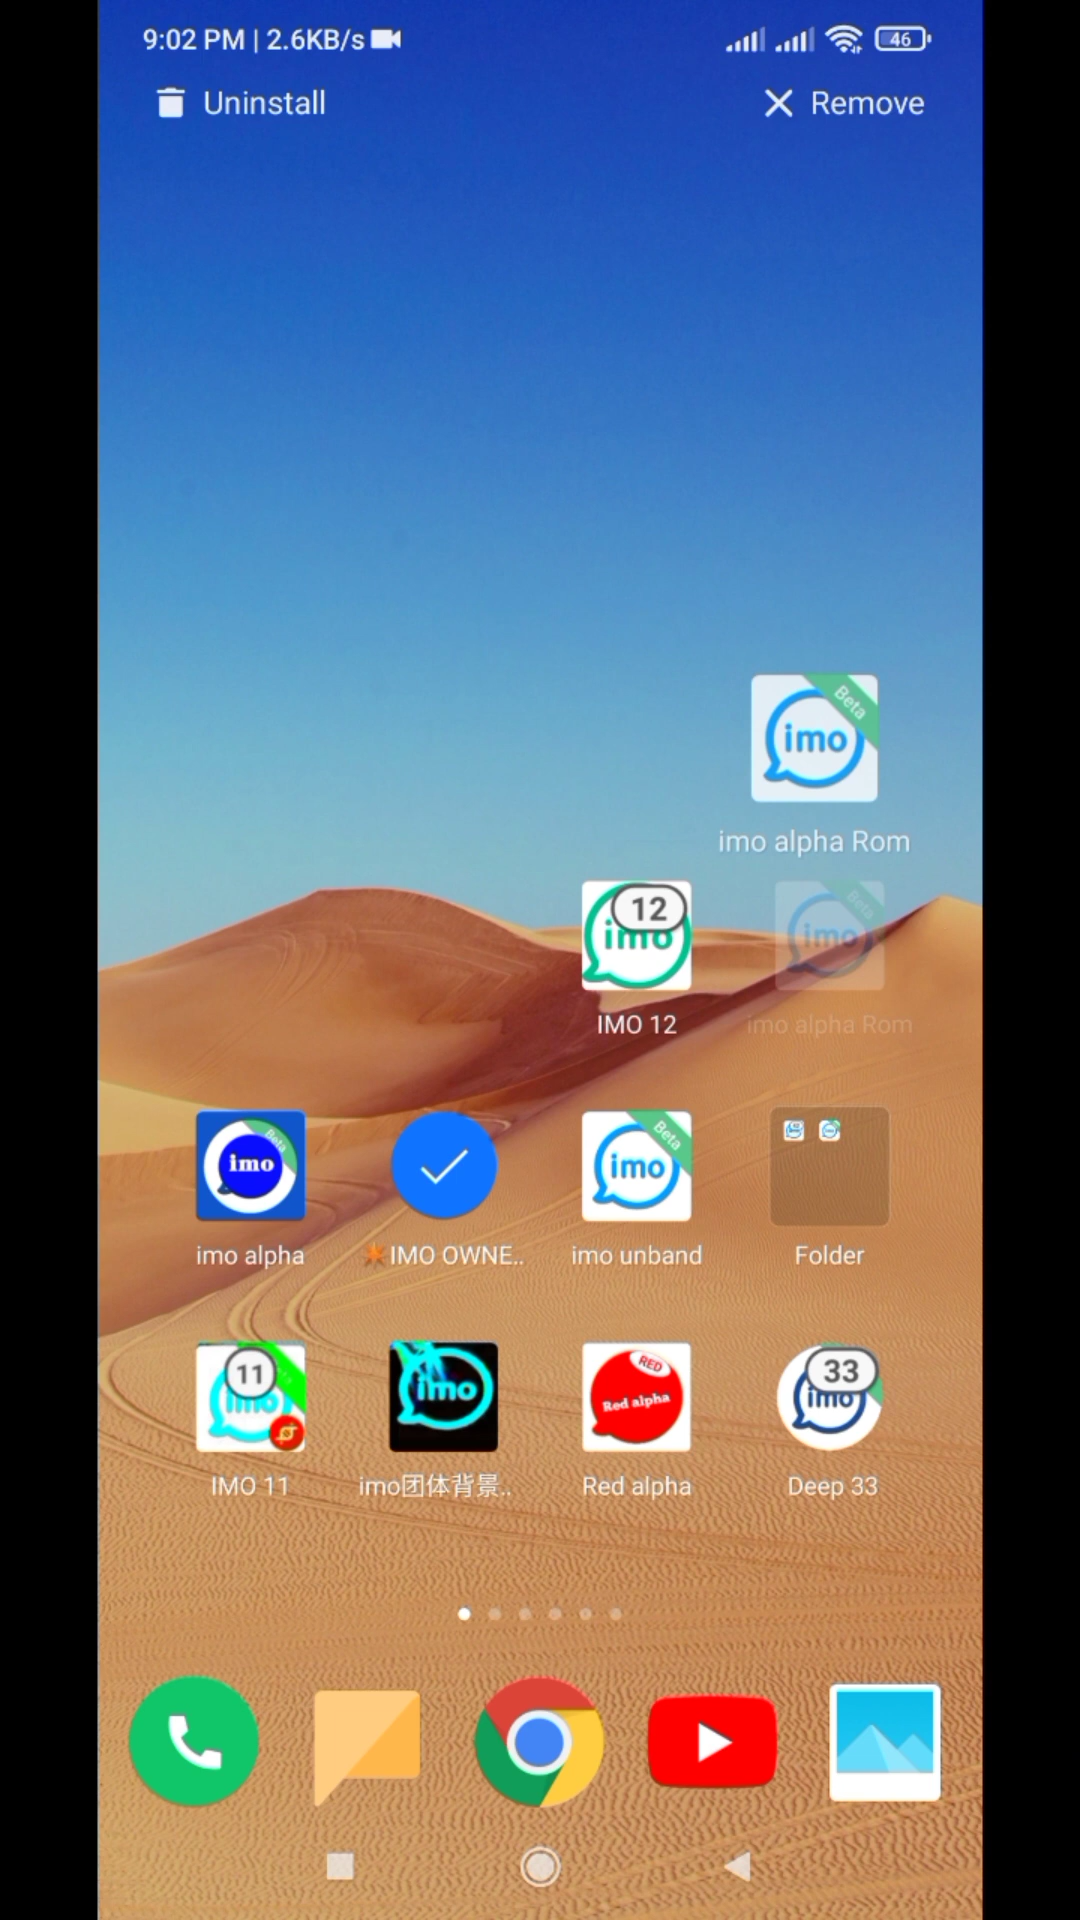 9:02 PM | 2.6KB/s
46
Uninstall
Remove
Beta
imo
imo alpha Rom
12
imo
IMO 12
Beta
imo
imo alpha Rom
Beta
imo
imo alpha
IMO OWNE..
Beta
imo
imo unband
Folder
11
imo
IMO 11
imo
imo团体背景..
RED
Red alpha
Red alpha
33
imo
Deep 33